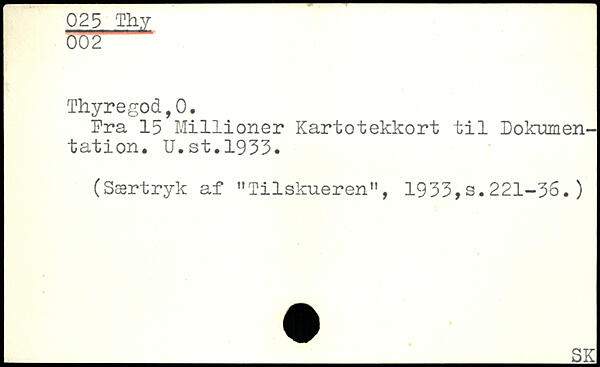 025 Thy
002
Thyregod,O.
Fra 15 Millioner Kartotekkort til Dokumen-
tation. U.st.1933.
(Særtryk af "Tilskueren", 1933,s.221-36.)
SK